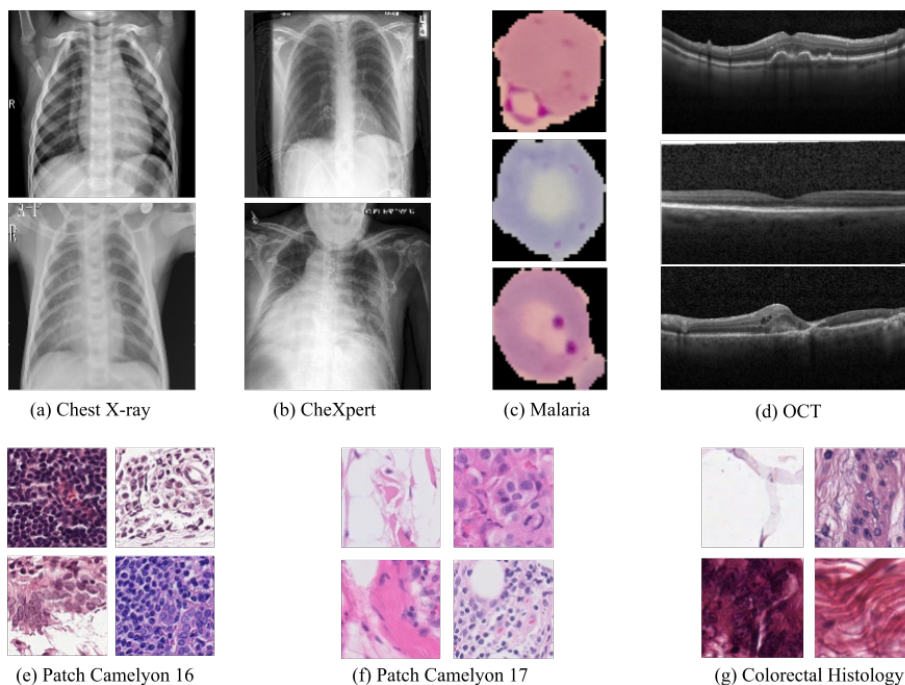 R
(a) Chest X-ray
(b) CheXpert
(c) Malaria
(d) OCT
(e) Patch Camelyon 16
(f) Patch Camelyon 17
(g) Colorectal Histology